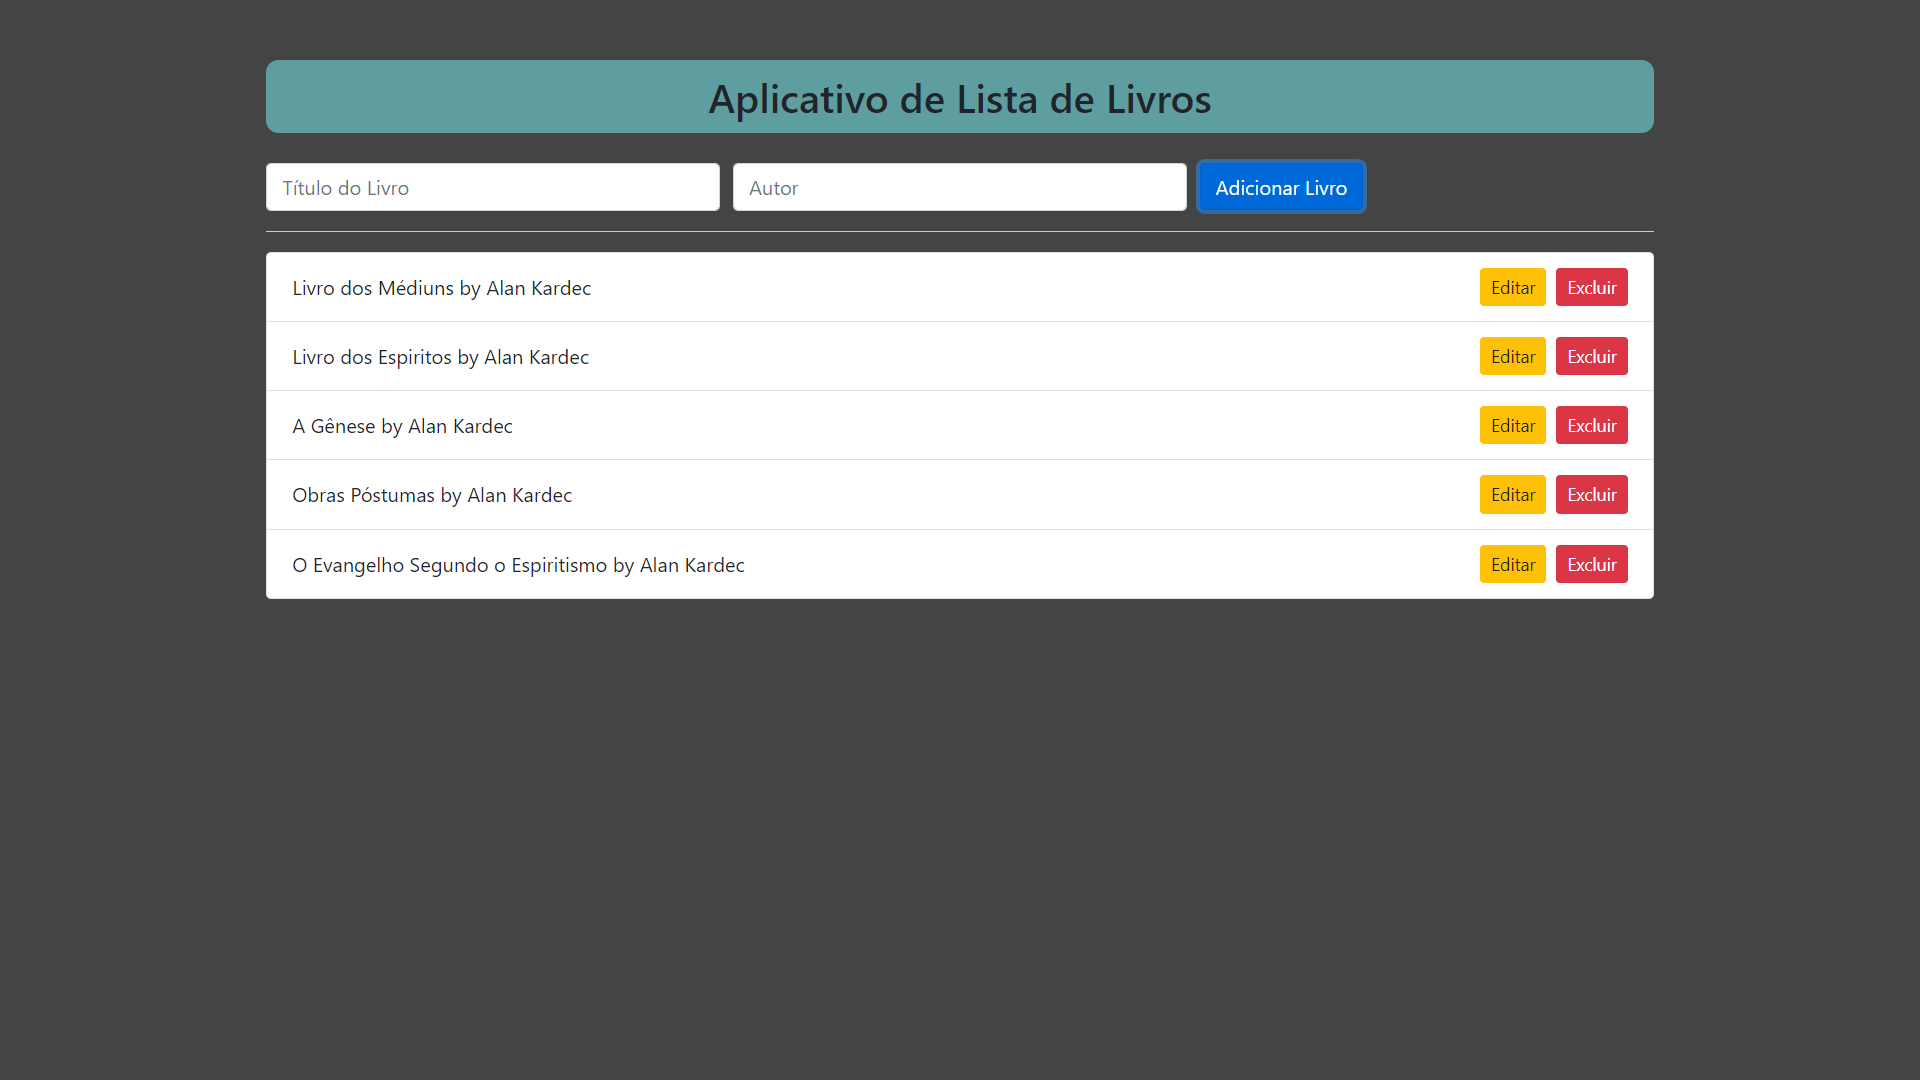 Aplicativo de Lista de Livros
Título do Livro Autor Adicionar Livro
Livro dos Médiuns by Alan Kardec Editar Excluir
Livro dos Espiritos by Alan Kardec Editar Excluir
A Gênese by Alan Kardec Editar Excluir
Obras Póstumas by Alan Kardec Editar Excluir
O Evangelho Segundo o Espiritismo by Alan Kardec Editar Excluir